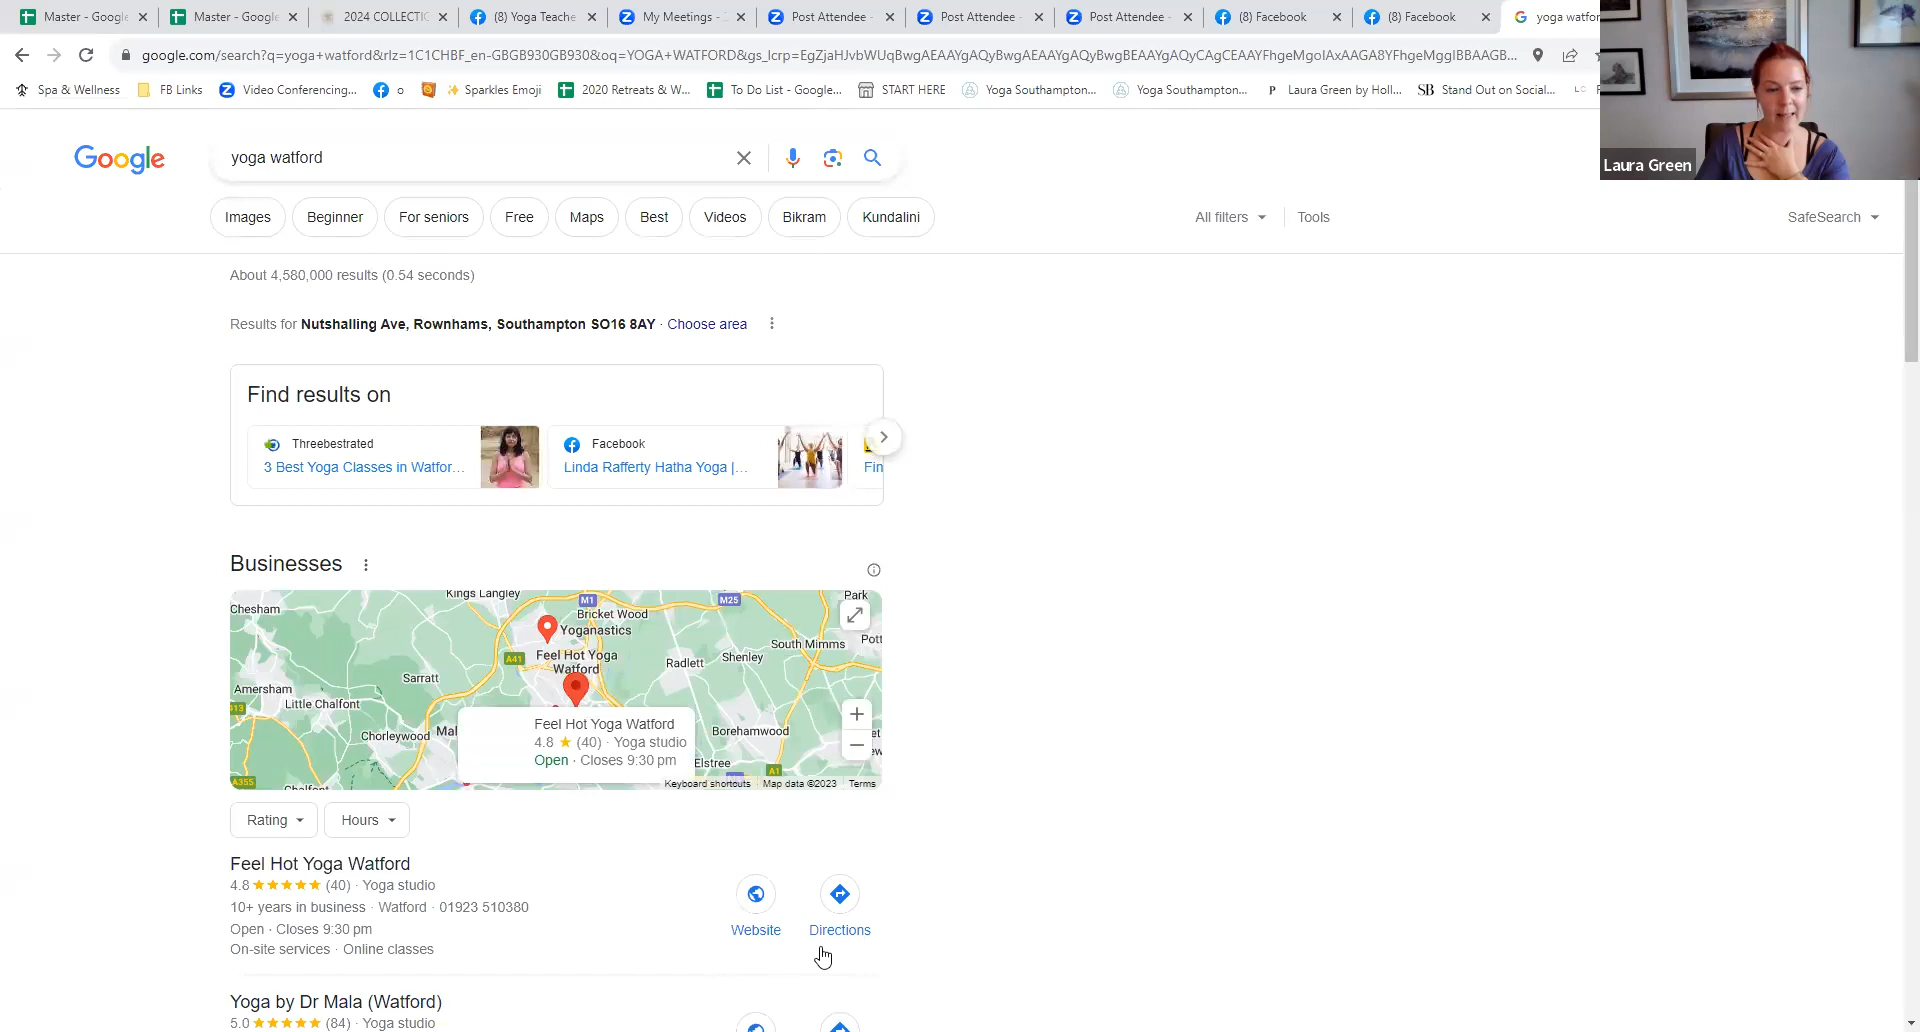 Master - Google
Master - Google
2024 COLLECTIC
(8) Yoga Teache
My Meetings -
Post Attendee -
Post Attendee -
Post Attendee -
(8) Facebook
(8) Facebook
yoga watfor
google.com/search?q=yoga+watford&rlz=1C1CHBF_en-GBGB930GB930&oq=YOGA+WATFORD&gs_lcrp=EgZjaHJvbWUqBwgAEAAYgAQyBwgAEAAYgAQyBwgBEAAYgAQyCAgCEAAYFhgeMgoIAxAAGA8YFhgeMggIBBAAGB...
Spa & Wellness
FB Links
Video Conferencing...
o
✨ Sparkles Emoji
2020 Retreats & W...
To Do List - Google...
START HERE
Yoga Southampton...
Yoga Southampton...
P Laura Green by Holl...
SB Stand Out on Social...
Laura Green
Google
yoga watford
Images
Beginner
For seniors
Free
Maps
Best
Videos
Bikram
Kundalini
All filters
Tools
SafeSearch
About 4,580,000 results (0.54 seconds)
Results for Nutshalling Ave, Rownhams, Southampton SO16 8AY · Choose area
Find results on
Threebestrated
3 Best Yoga Classes in Watfor...
Facebook
Linda Rafferty Hatha Yoga |...
Fin
Businesses
Kings Langley
M1
M25
Park
Chesham
Bricket Wood
Yoganastics
South Mimms
Pott
A41
Feel Hot Yoga
Watford
Shenley
Radlett
Sarratt
Amersham
Little Chalfont
Chorleywood
Mal
Feel Hot Yoga Watford
4.8 ★ (40) · Yoga studio
Open · Closes 9:30 pm
Borehamwood
Elstree
A1
A355
Chalfont
Keyboard shortcuts
Map data ©2023
Terms
Rating
Hours
Feel Hot Yoga Watford
4.8 ★★★★★ (40) · Yoga studio
10+ years in business · Watford · 01923 510380
Open · Closes 9:30 pm
On-site services · Online classes
Website
Directions
Yoga by Dr Mala (Watford)
5.0 ★★★★★ (84) · Yoga studio